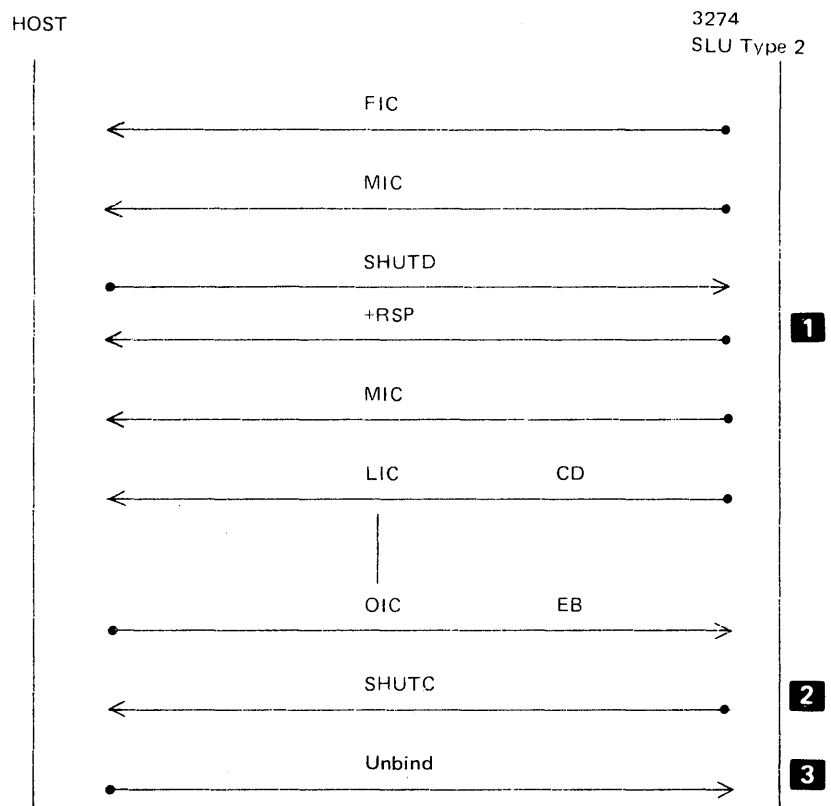 HOST
3274
SLU Type 2
FIC
MIC
SHUTD
+RSP
1
MIC
LIC CD
OIC EB
SHUTC
2
Unbind
3